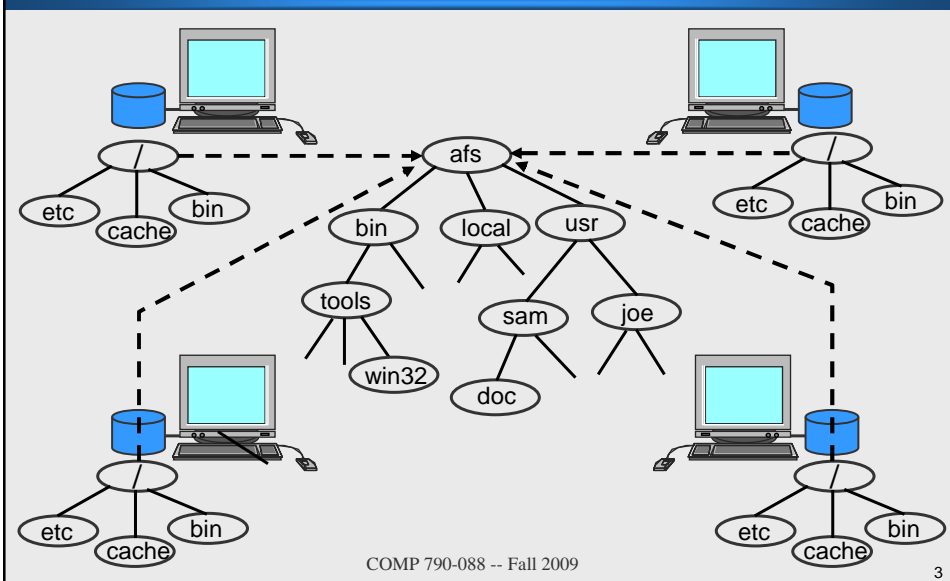 /
/
afs
etc
bin
cache
etc
bin
cache
bin
local
usr
tools
sam
joe
win32
doc
/
/
etc
bin
cache
etc
bin
cache
COMP 790-088 -- Fall 2009
3